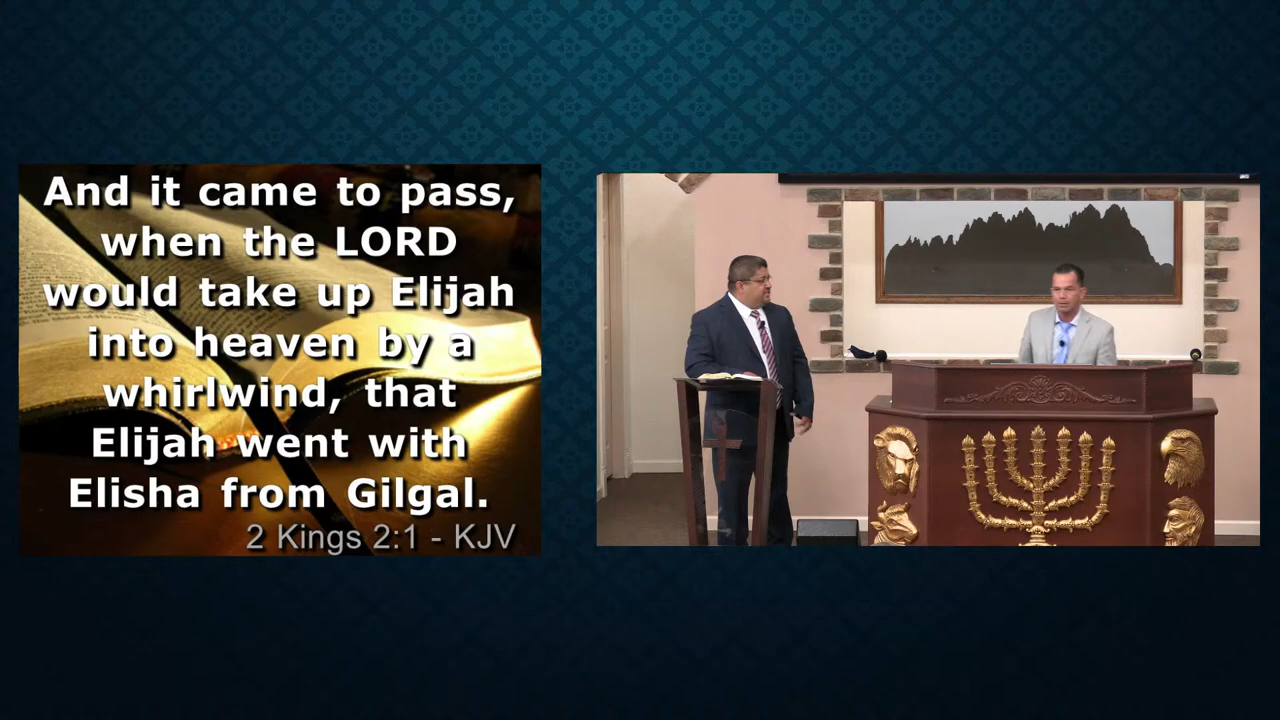 And it came to pass,
when the LORD
would take up Elijah
into heaven by a
whirlwind, that
Elijah went with
Elisha from Gilgal.
2 Kings 2:1 - KJV